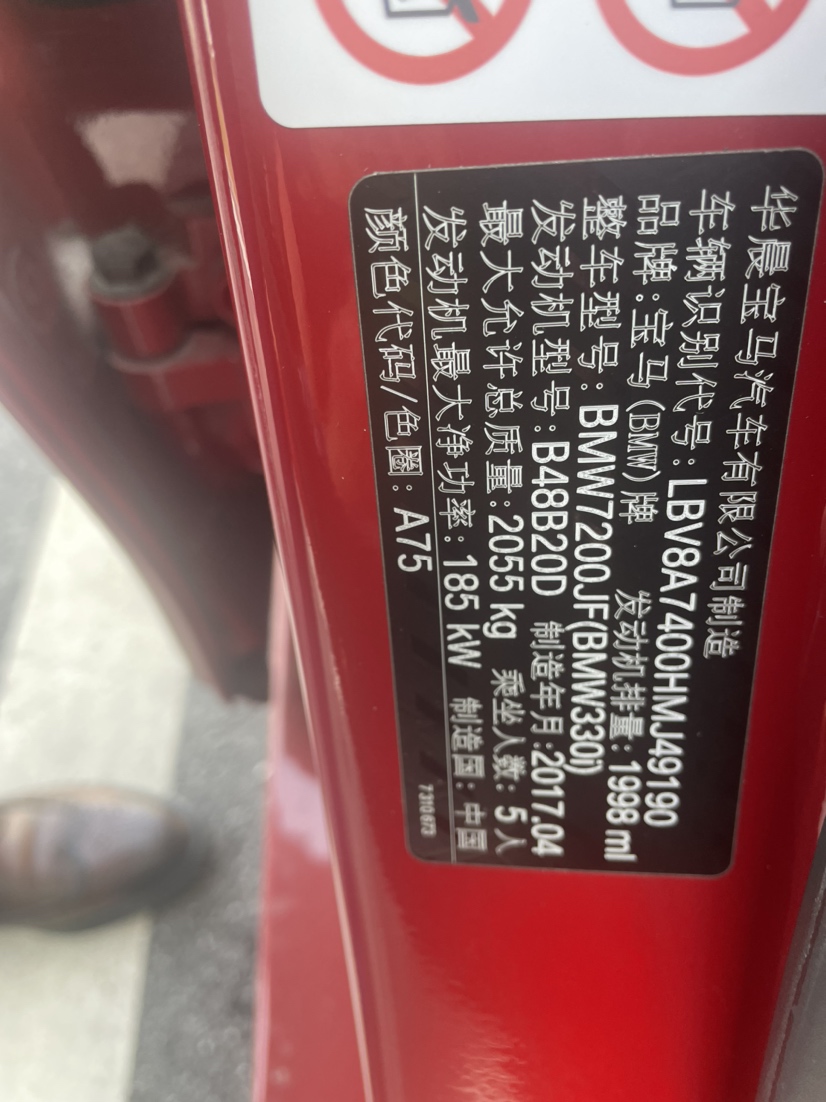 华晨宝马汽车有限公司制造
车辆识别代号:LBV8A7400HMJ49190
品牌:宝马(BMW)牌 发动机排量:1998 ml
整车型号:BMW7200JF(BMW330i)
发动机型号:B48B20D 制造年月:2017.04
最大允许总质量:2055 kg 乘坐人数:5人
发动机最大净功率:185 kW 制造国:中国
颜色代码/色圈:A75
7 310 673